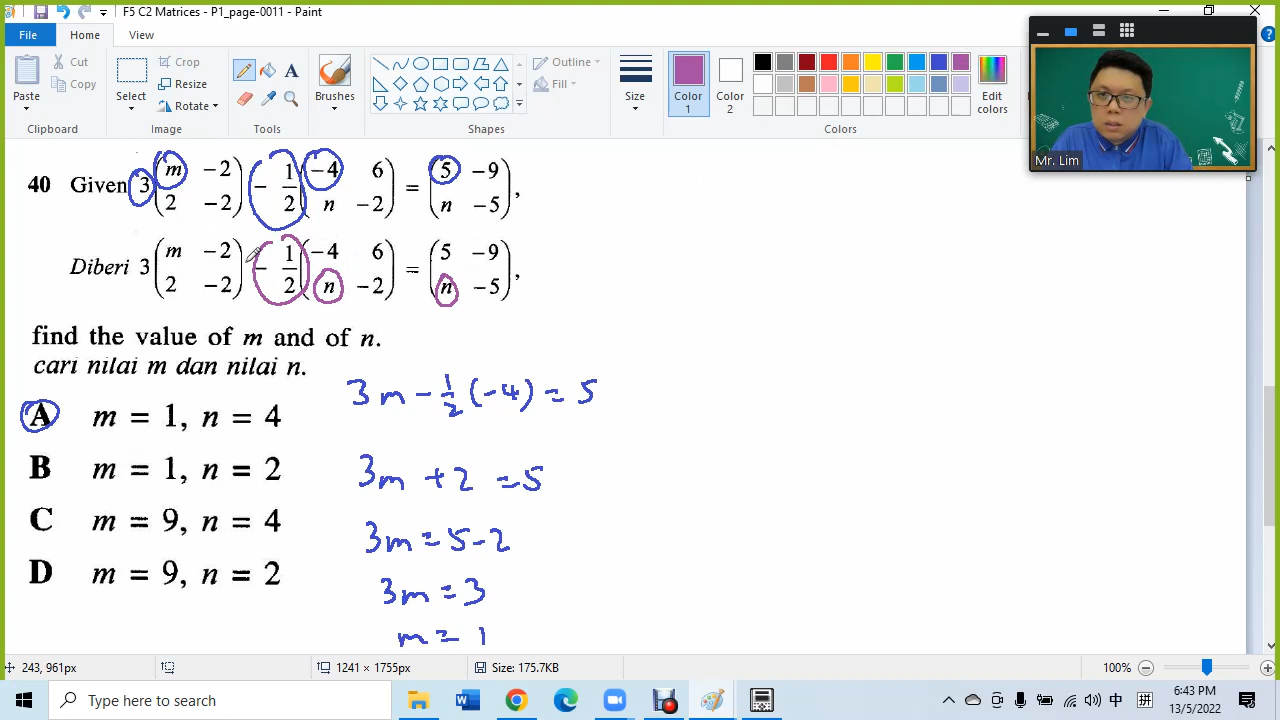 F5 C2 Matrices - P1_page-0011 - Paint
File Home View
Paste Cut Copy Clipboard
Select Crop Resize Rotate Image
A Tools
Brushes
Outline Fill Shapes
Size
Color 1 Color 2 Edit colors Colors
Mr. Lim
40 Given 3 (m −2; 2 −2) − 1/2 (−4 6; n −2) = (5 −9; n −5),
Diberi 3 (m −2; 2 −2) − 1/2 (−4 6; n −2) = (5 −9; n −5),
find the value of m and of n.
cari nilai m dan nilai n.
A m = 1, n = 4
B m = 1, n = 2
C m = 9, n = 4
D m = 9, n = 2
3m − 1/2 (−4) = 5
3m + 2 = 5
3m = 5 − 2
3m = 3
m = 1
243, 961px
1241 × 1755px
Size: 175.7KB
100%
Type here to search
中 拼
6:43 PM
13/5/2022